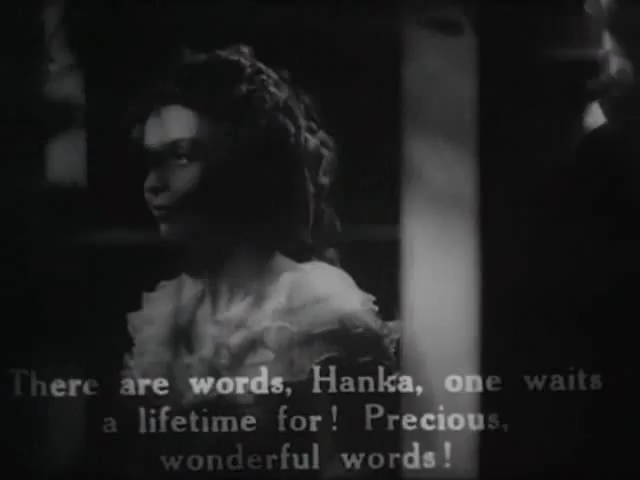 There are words, Hanka, one waits
a lifetime for! Precious,
wonderful words!